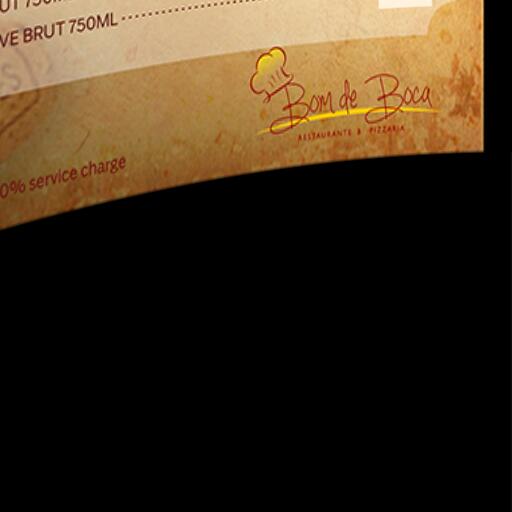 VE BRUT 750ML
Bom de Boca
RESTAURANTE & PIZZARIA
0% service charge